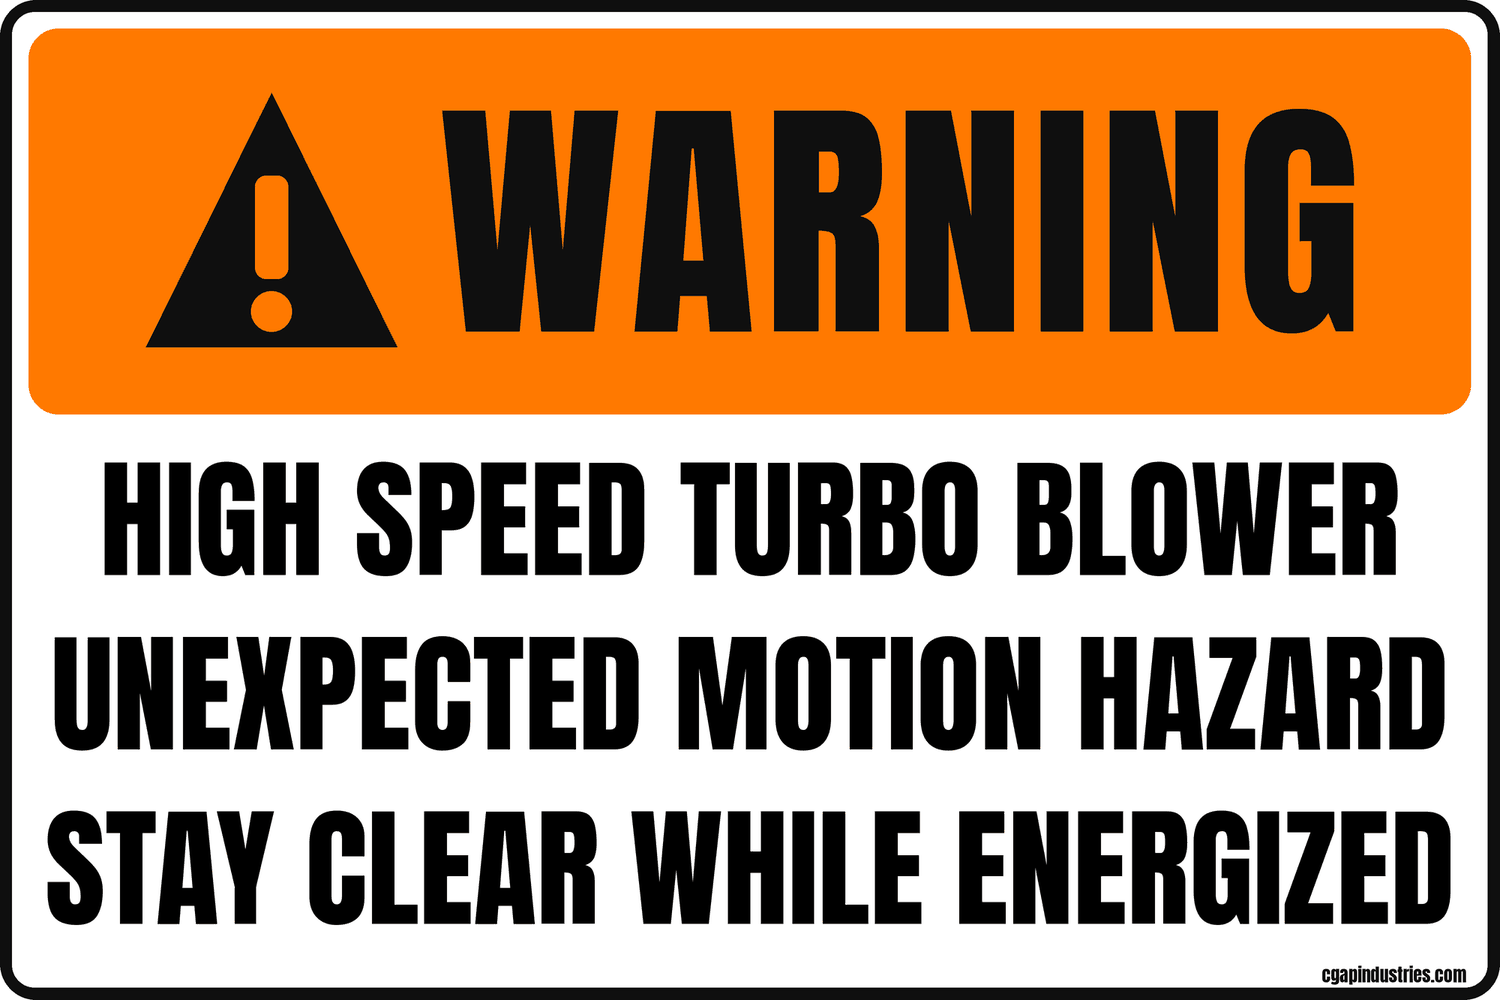 WARNING
HIGH SPEED TURBO BLOWER
UNEXPECTED MOTION HAZARD
STAY CLEAR WHILE ENERGIZED
cgapindustries.com